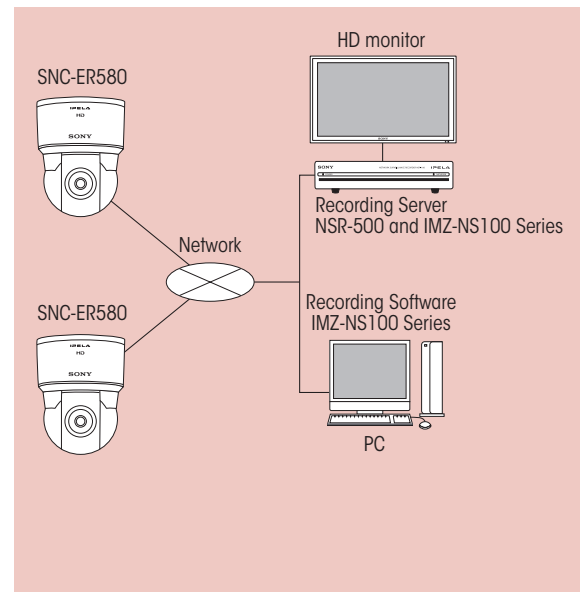 HD monitor
SNC-ER580
IPELA
HD
SONY
SONY
SONY
IPELA
Recording Server
NSR-500 and IMZ-NS100 Series
Network
SNC-ER580
IPELA
HD
SONY
Recording Software
IMZ-NS100 Series
PC